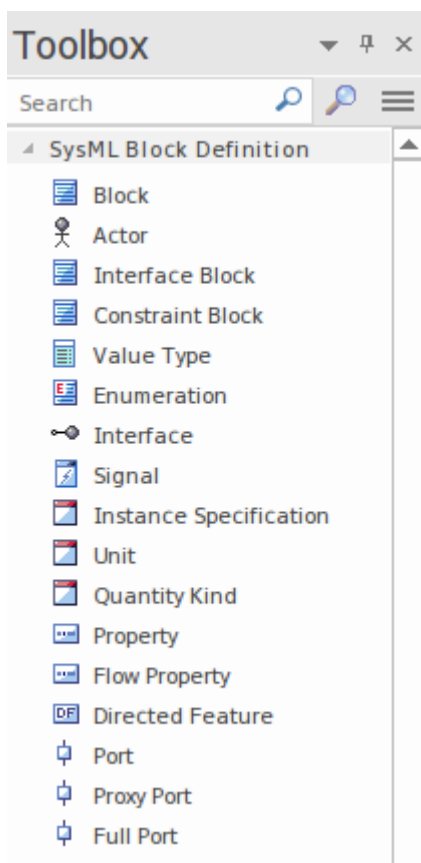 Toolbox
Search
SysML Block Definition
Block
Actor
Interface Block
Constraint Block
Value Type
Enumeration
Interface
Signal
Instance Specification
Unit
Quantity Kind
Property
Flow Property
DF Directed Feature
Port
Proxy Port
Full Port